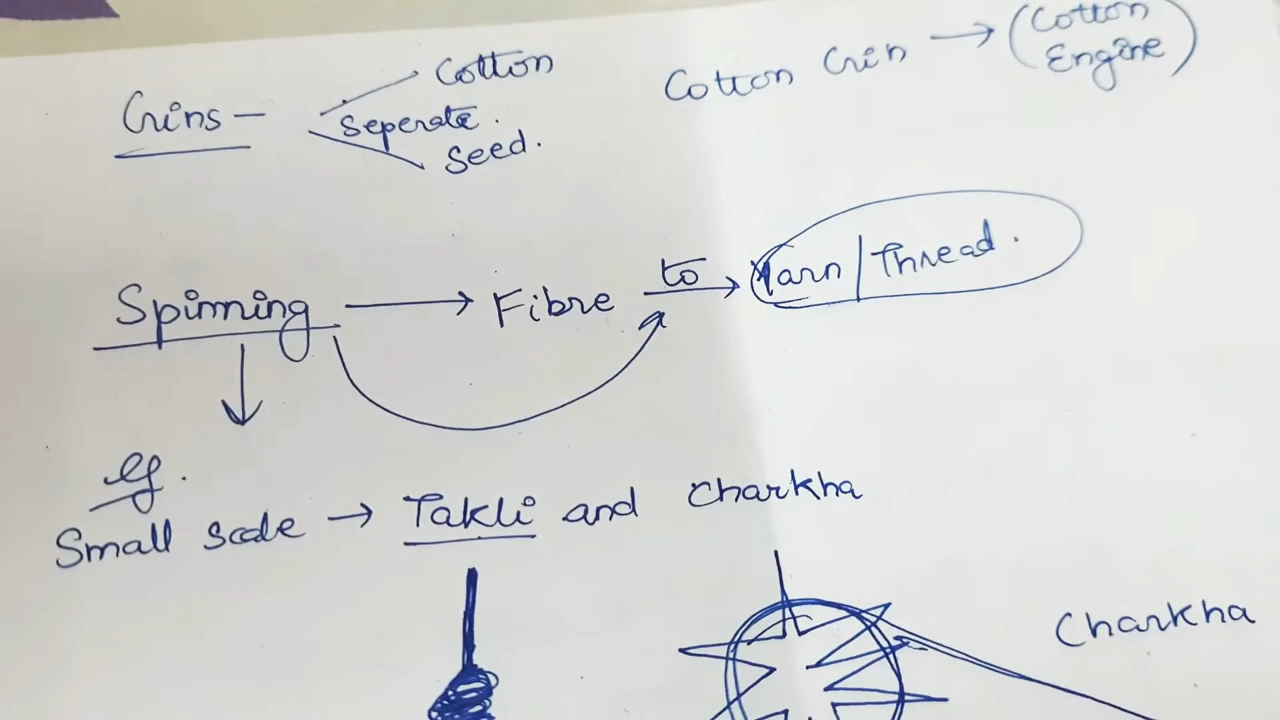 Gins – Cotton
seperate.
seed.
Cotton Gin → (Cotton
Engine)
Spinning → Fibre to → Yarn/Thread.
eg.
Small scale → Takli and Charkha
Charkha